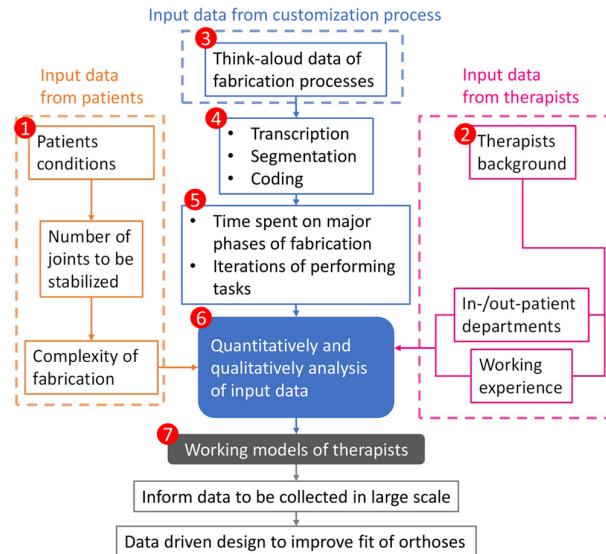 Input data from customization process
3
Think-aloud data of
fabrication processes
Input data
from patients
Input data
from therapists
1
Patients
conditions
4
• Transcription
• Segmentation
• Coding
2
Therapists
background
Number of
joints to be
stabilized
5
• Time spent on major
phases of fabrication
• Iterations of performing
tasks
In-/out-patient
departments
Complexity of
fabrication
6
Quantitatively and
qualitatively analysis
of input data
Working
experience
7
Working models of therapists
Inform data to be collected in large scale
Data driven design to improve fit of orthoses